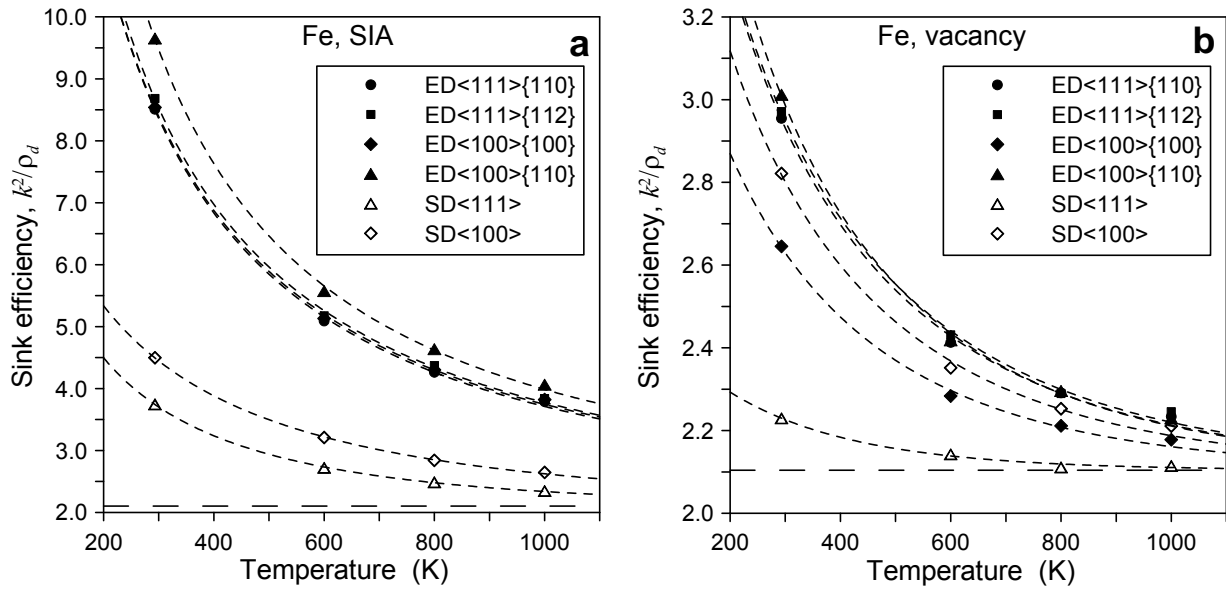 Fe, SIA
a
ED<111>{110}
ED<111>{112}
ED<100>{100}
ED<100>{110}
SD<111>
SD<100>
10.0
9.0
8.0
7.0
6.0
5.0
4.0
3.0
2.0
Sink efficiency, k²/ρ_d
200
400
600
800
1000
Temperature (K)
Fe, vacancy
b
ED<111>{110}
ED<111>{112}
ED<100>{100}
ED<100>{110}
SD<111>
SD<100>
3.2
3.0
2.8
2.6
2.4
2.2
2.0
Sink efficiency, k²/ρ_d
200
400
600
800
1000
Temperature (K)